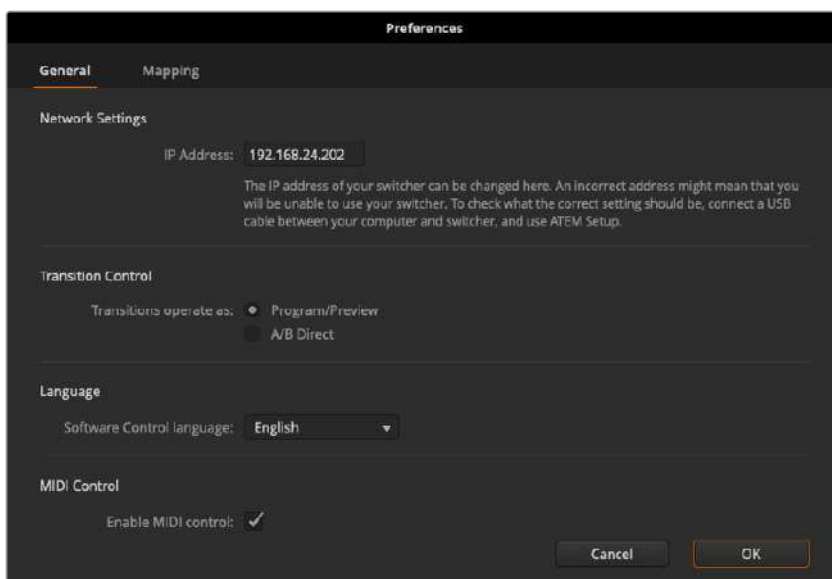 Preferences
General Mapping
Network Settings
IP Address: 192.168.24.202
The IP address of your switcher can be changed here. An incorrect address might mean that you
will be unable to use your switcher. To check what the correct setting should be, connect a USB
cable between your computer and switcher, and use ATEM Setup.
Transition Control
Transitions operate as: Program/Preview
A/B Direct
Language
Software Control language: English
MIDI Control
Enable MIDI control:
Cancel OK